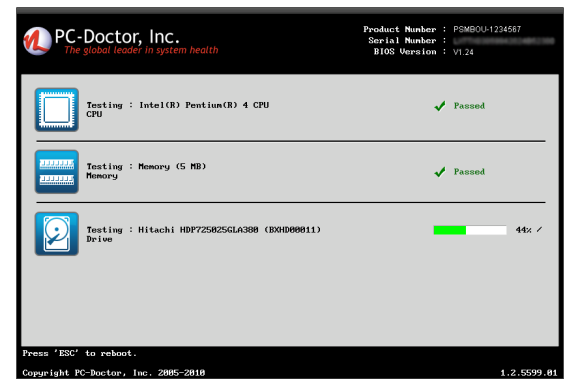 PC-Doctor, Inc.
The global leader in system health
Product Number : PSMBOU-1234567
Serial Number :
BIOS Version : V1.24
Testing : Intel(R) Pentium(R) 4 CPU
CPU
Passed
Testing : Memory (5 MB)
Memory
Passed
Testing : Hitachi HDP725025GLA380 (BXHD00011)
Drive
44% /
Press 'ESC' to reboot.
Copyright PC-Doctor, Inc. 2005-2010
1.2.5599.01